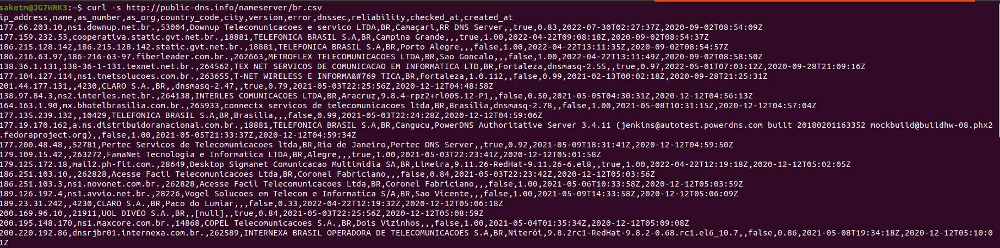 saketm@JG7WRK3:~$ curl -s http://public-dns.info/nameserver/br.csv
ip_address,name,as_number,as_org,country_code,city,version,error,dnssec,reliability,checked_at,created_at
177.66.203.10,ns1.downup.net.br.,53004,Downup Telecomunicacoes e servico LTDA,BR,Camaçari,RR DNS Server,,true,0.83,2022-07-30T02:27:37Z,2020-09-02T08:54:09Z
177.159.232.53,cooperativa.static.gvt.net.br.,18881,TELEFONICA BRASIL S.A,BR,Campina Grande,,,true,1.00,2022-04-22T09:08:18Z,2020-09-02T08:54:37Z
186.215.128.142,186.215.128.142.static.gvt.net.br.,18881,TELEFONICA BRASIL S.A,BR,Porto Alegre,,,false,1.00,2022-04-22T13:11:35Z,2020-09-02T08:54:57Z
186.216.63.97,186-216-63-97.fiberleader.com.br.,262663,METROFLEX TELECOMUNICACOES LTDA,BR,Sao Goncalo,,,false,1.00,2022-04-22T13:11:49Z,2020-09-02T08:58:50Z
138.36.1.131,138-36-1-131.texnet.net.br.,264562,TEX NET SERVICOS DE COMUNICACAO EM INFORMATICA LTD,BR,Fortaleza,dnsmasq-2.55,,true,0.97,2022-05-01T07:03:12Z,2020-09-28T21:09:16Z
177.104.127.114,ns1.tnetsolucoes.com.br.,263655,T-NET WIRELESS E INFORMA&#769 TICA,BR,Fortaleza,1.0.112,,false,0.99,2021-02-13T00:02:18Z,2020-09-28T21:25:31Z
201.44.177.131,,4230,CLARO S.A.,BR,,dnsmasq-2.47,,true,0.79,2021-05-03T22:25:56Z,2020-12-12T04:48:58Z
138.97.84.3,ns2.interles.net.br.,264138,INTERLES COMUNICACOES LTDA,BR,Aracruz,9.8.4-rpz2+rl005.12-P1,,false,0.50,2021-05-05T04:30:31Z,2020-12-12T04:56:13Z
164.163.1.90,mx.bhotelbrasilia.com.br.,265933,connectx servicos de telecomunicacoes ltda,BR,Brasília,dnsmasq-2.78,,false,1.00,2021-05-08T10:31:15Z,2020-12-12T04:57:04Z
177.135.239.132,,10429,TELEFONICA BRASIL S.A,BR,Brasília,,,false,0.99,2021-05-03T22:24:28Z,2020-12-12T04:59:06Z
177.19.170.162,a.ns.distribuidoranacional.com.br.,18881,TELEFONICA BRASIL S.A,BR,Cangucu,PowerDNS Authoritative Server 3.4.11 (jenkins@autotest.powerdns.com built 20180201163352 mockbuild@buildhw-08.phx2
.fedoraproject.org),,false,1.00,2021-05-05T21:33:37Z,2020-12-12T04:59:34Z
177.200.48.48,,52781,Pertec Servicos de Telecomunicacoes ltda,BR,Rio de Janeiro,Pertec DNS Server,,true,0.92,2021-05-09T18:31:41Z,2020-12-12T04:59:50Z
179.109.15.42,,263272,FamaNet Tecnologia e Informatica LTDA,BR,Alegre,,,true,1.00,2021-05-03T22:23:41Z,2020-12-12T05:01:58Z
179.125.172.18,mail2.ph-fit.com.,28649,Desktop Sigmanet Comunicacao Multimidia SA,BR,Limeira,9.11.26-RedHat-9.11.26-6.el8,,true,1.00,2022-04-22T12:19:18Z,2020-12-12T05:02:05Z
186.251.103.10,,262828,Acesse Facil Telecomunicacoes Ltda,BR,Coronel Fabriciano,,,false,0.84,2021-05-03T22:23:42Z,2020-12-12T05:03:56Z
186.251.103.3,ns1.novonet.com.br.,262828,Acesse Facil Telecomunicacoes Ltda,BR,Coronel Fabriciano,,,false,1.00,2021-05-06T10:33:58Z,2020-12-12T05:03:59Z
189.126.192.4,ns1.avvio.net.br.,28226,Vogel Solucoes em Telecom e Informatica S/A,BR,Sao Vicente,,,false,1.00,2021-05-09T14:33:58Z,2020-12-12T05:06:09Z
189.23.31.242,,4230,CLARO S.A.,BR,Paco do Lumiar,,,false,0.33,2022-04-22T12:19:32Z,2020-12-12T05:06:18Z
200.169.96.10,,21911,UOL DIVEO S.A.,BR,,[null],,true,0.84,2021-05-03T22:25:56Z,2020-12-12T05:08:59Z
200.195.148.170,ns1.maxcore.com.br.,14868,COPEL Telecomunicacoes S.A.,BR,Dois Vizinhos,,,false,1.00,2021-05-04T01:35:34Z,2020-12-12T05:09:08Z
200.220.192.86,dnsrjbr01.internexa.com.br.,262589,INTERNEXA BRASIL OPERADORA DE TELECOMUNICACOES S.A,BR,Niterói,9.8.2rc1-RedHat-9.8.2-0.68.rc1.el6_10.7,,false,0.86,2021-05-08T19:34:18Z,2020-12-12T05:10:0
1Z